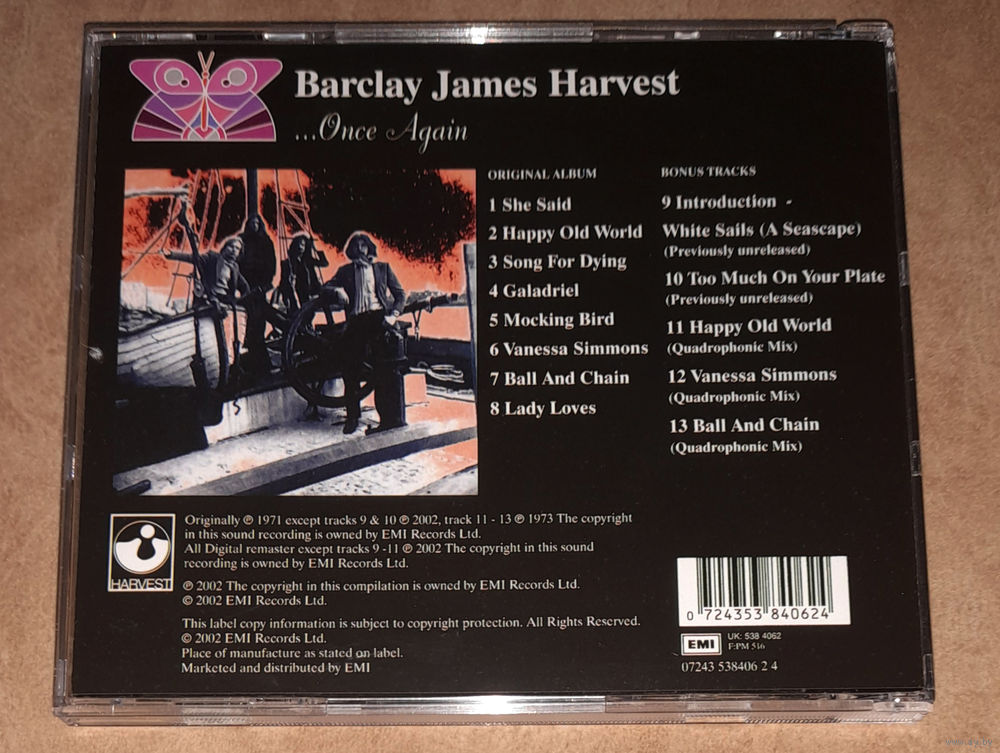 Barclay James Harvest
...Once Again
ORIGINAL ALBUM
1 She Said
2 Happy Old World
3 Song For Dying
4 Galadriel
5 Mocking Bird
6 Vanessa Simmons
7 Ball And Chain
8 Lady Loves
BONUS TRACKS
9 Introduction -
White Sails (A Seascape)
(Previously unreleased)
10 Too Much On Your Plate
(Previously unreleased)
11 Happy Old World
(Quadrophonic Mix)
12 Vanessa Simmons
(Quadrophonic Mix)
13 Ball And Chain
(Quadrophonic Mix)
HARVEST
Originally ℗ 1971 except tracks 9 & 10 ℗ 2002, track 11 - 13 ℗ 1973 The copyright
in this sound recording is owned by EMI Records Ltd.
All Digital remaster except tracks 9 -11 ℗ 2002 The copyright in this sound
recording is owned by EMI Records Ltd.
℗ 2002 The copyright in this compilation is owned by EMI Records Ltd.
© 2002 EMI Records Ltd.
This label copy information is subject to copyright protection. All Rights Reserved.
© 2002 EMI Records Ltd.
Place of manufacture as stated on label.
Marketed and distributed by EMI
0 724353 840624
EMI
UK: 538 4062
F:PM 516
07243 538406 2 4